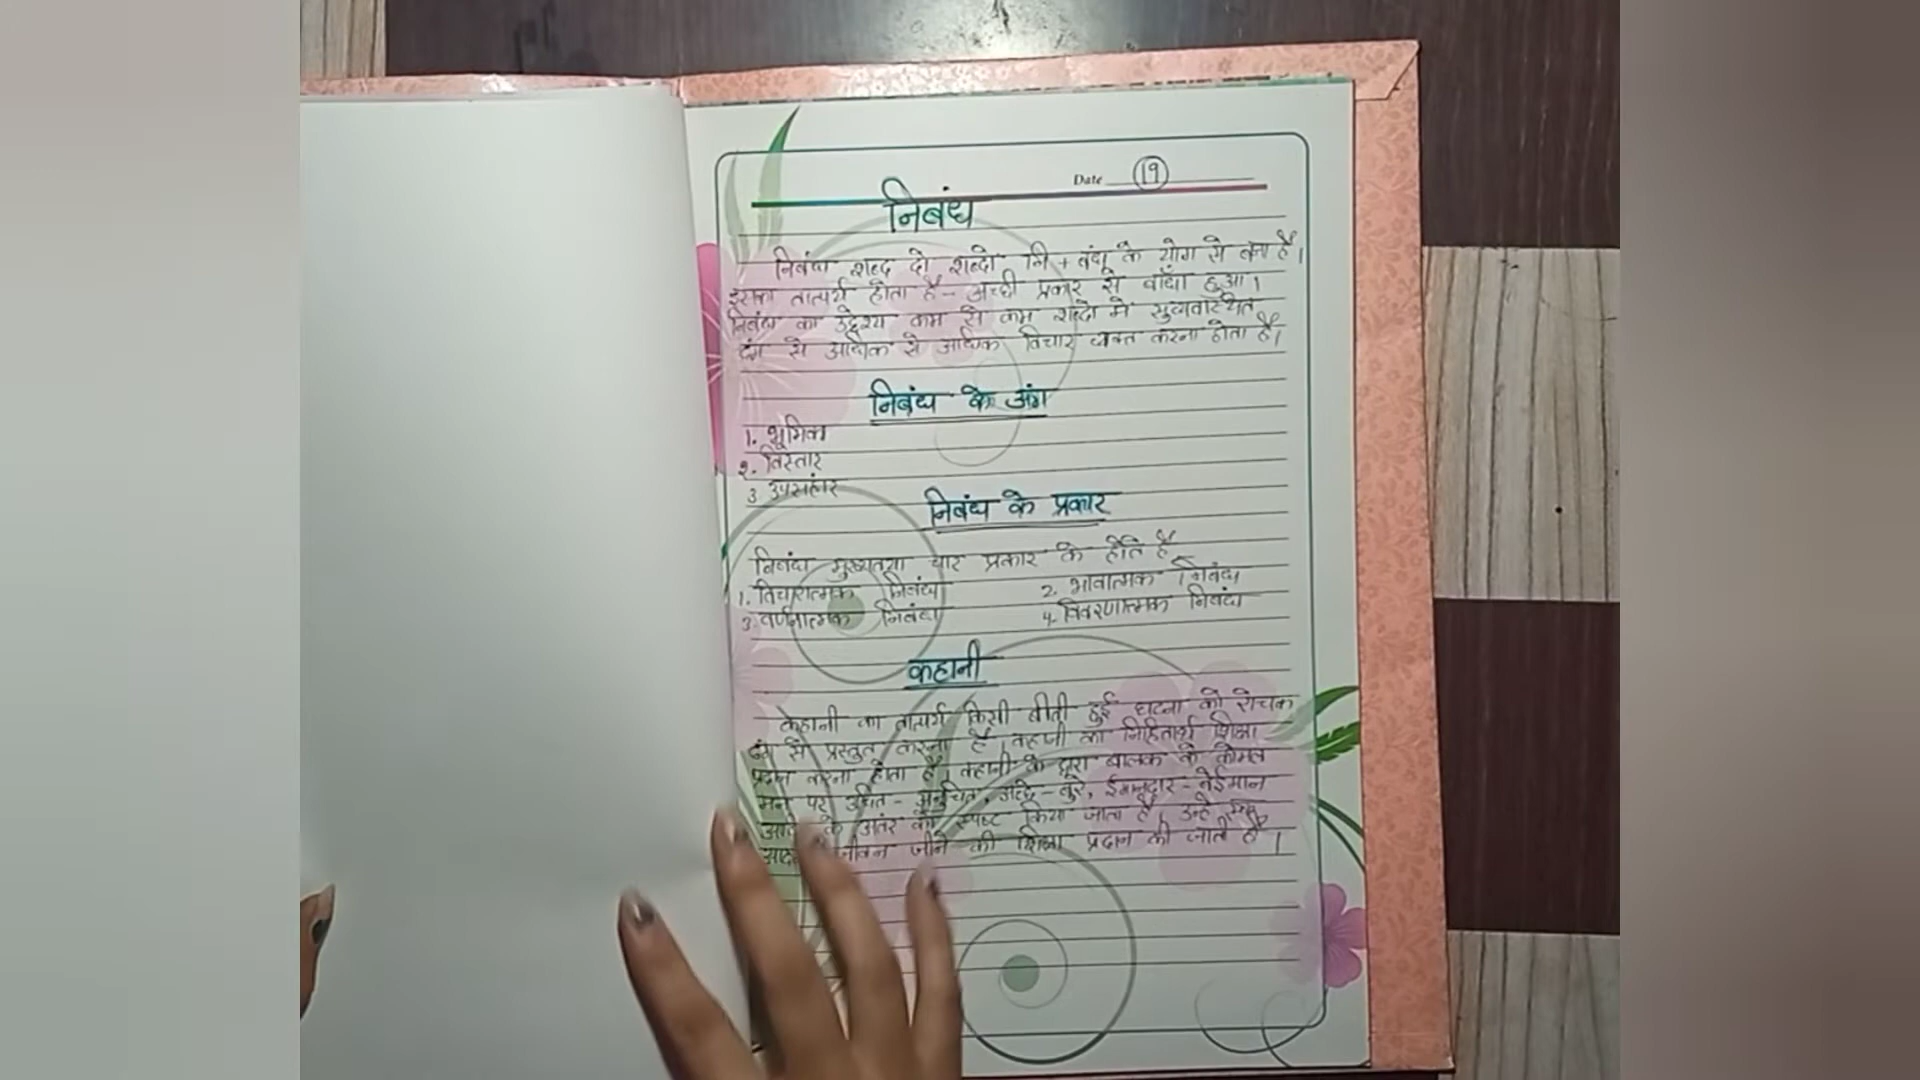 Date 19
निबंध
निबंध शब्द दो शब्दो नि + बंध के योग से बना है।
इसका तात्पर्य होता है - अच्छी प्रकार से बाँधा हुआ।
निबंध का उद्देश्य कम से कम शब्दो मे सुव्यवस्थित
ढंग से अधिक से अधिक विचार व्यक्त करना होता है।
निबंध के अंग
1. भूमिका
2. विस्तार
3 उपसहांर
निबंध के प्रकार
निबंध मुख्यतया चार प्रकार के होते है
1. विचारात्मक निबंध 2. भावात्मक निबंध
3. वर्णनात्मक निबंध 4. विवरणात्मक निबंध
कहानी
कहानी का तात्पर्य किसी बीती हुई घटना को रोचक
ढंग से प्रस्तुत करना है, कहानी का निहितार्थ शिक्षा
प्रदान करना होता है कहानी के द्वारा बालक के कोमल
मन पर उचित - अनुचित, अच्छे - बुरे, ईमानदार - बेईमान
के अतंर को स्पष्ट किया जाता है, उन्हे
जीवन जीने की शिक्षा प्रदान की जाती है।